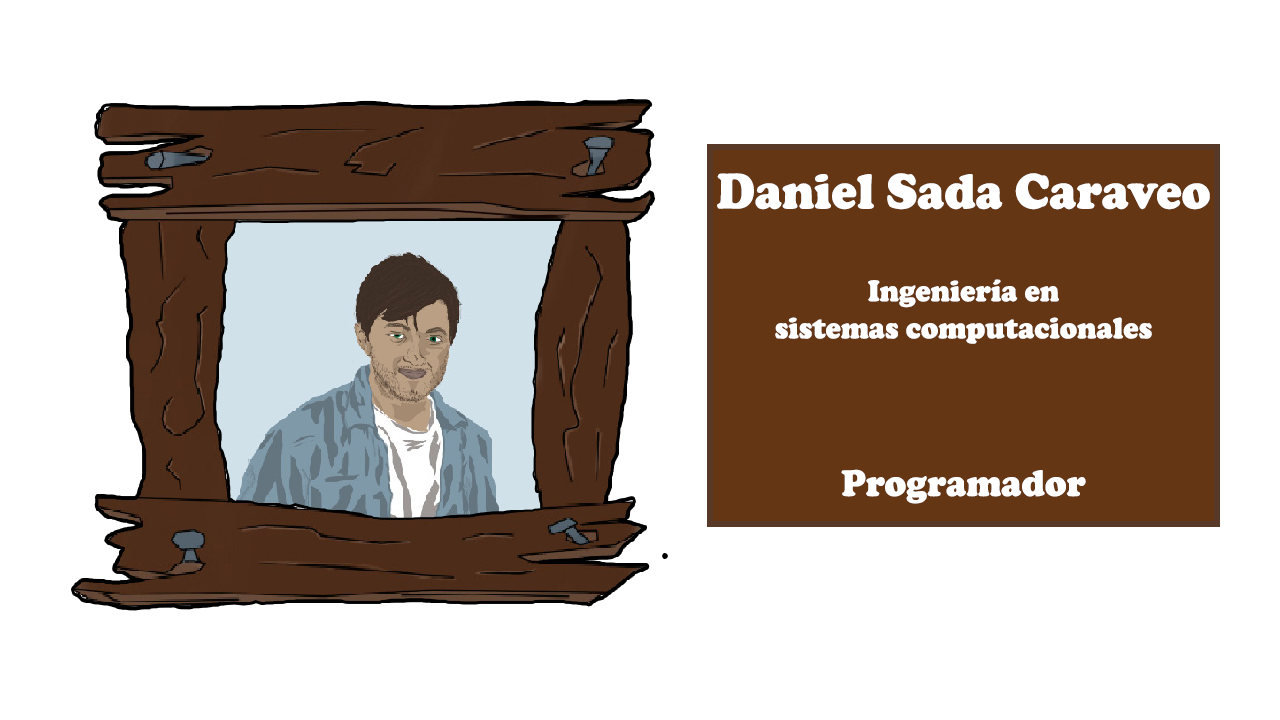 Daniel Sada Caraveo
Ingeniería en
sistemas computacionales
Programador